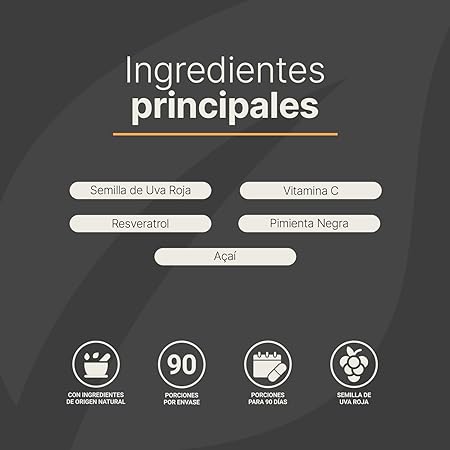 Ingredientes
principales
Semilla de Uva Roja
Vitamina C
Resveratrol
Pimienta Negra
Açaí
CON INGREDIENTES
DE ORIGEN NATURAL
90
PORCIONES
POR ENVASE
PORCIONES
PARA 90 DÍAS
SEMILLA DE
UVA ROJA